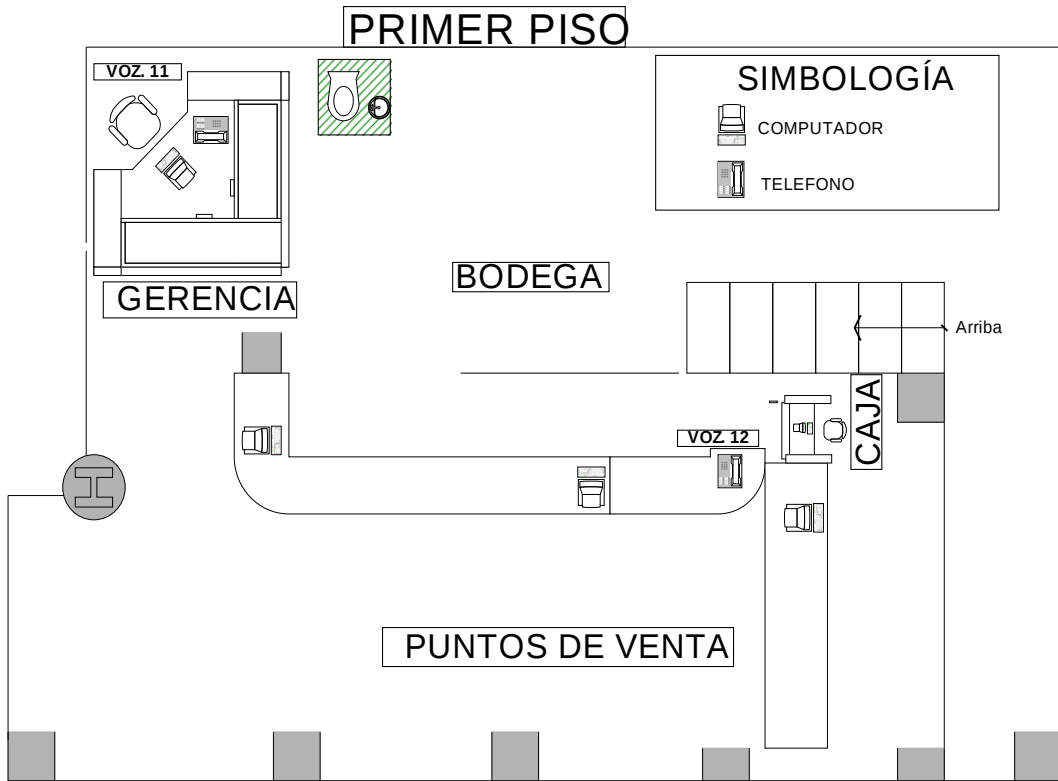 PRIMER PISO
VOZ. 11
SIMBOLOGÍA
COMPUTADOR
TELEFONO
BODEGA
GERENCIA
Arriba
CAJA
VOZ. 12
PUNTOS DE VENTA